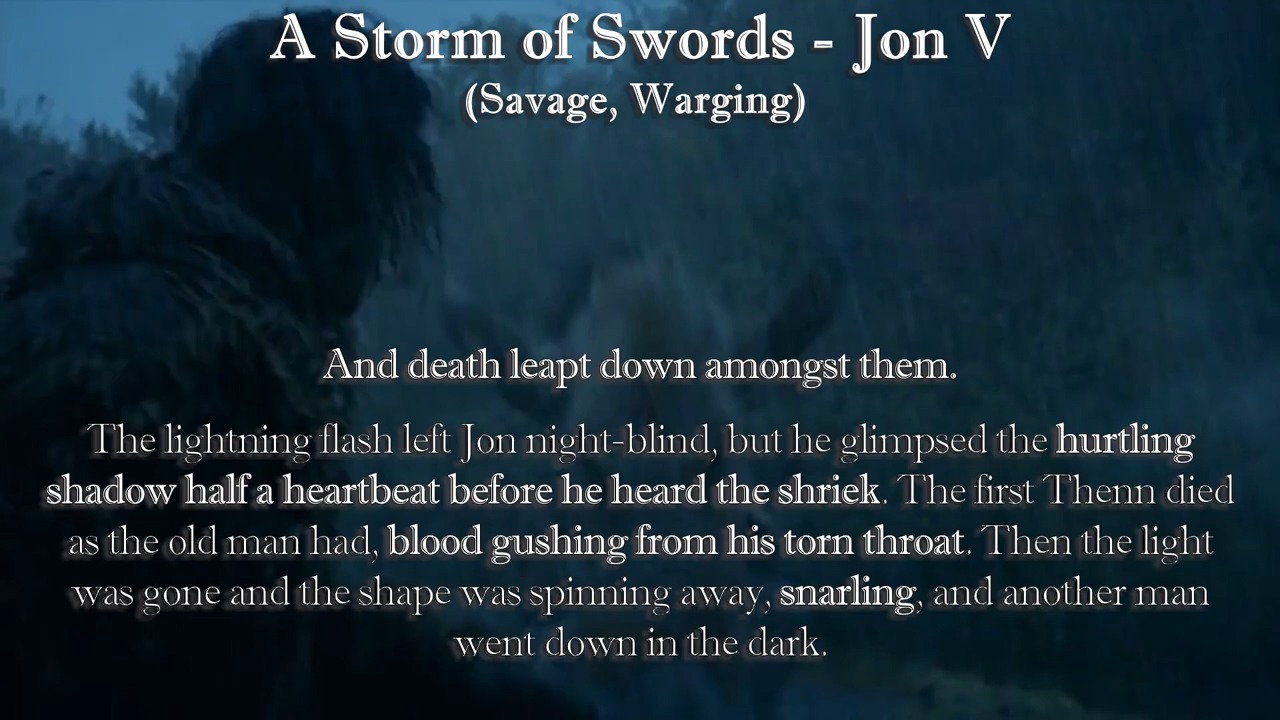 A Storm of Swords - Jon V
(Savage, Warging)
And death leapt down amongst them.
The lightning flash left Jon night-blind, but he glimpsed the hurtling
shadow half a heartbeat before he heard the shriek. The first Thenn died
as the old man had, blood gushing from his torn throat. Then the light
was gone and the shape was spinning away, snarling, and another man
went down in the dark.